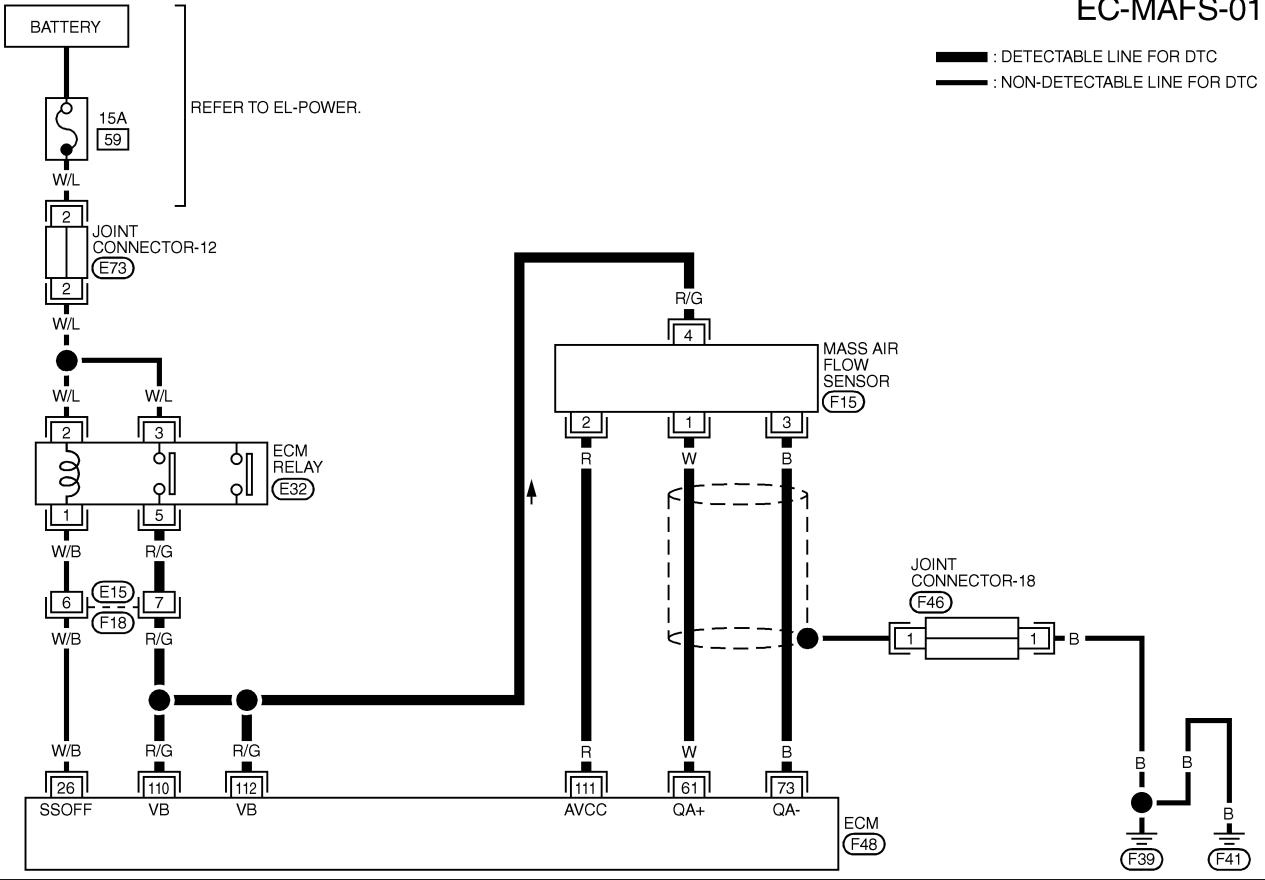 EC-MAFS-01
BATTERY
: DETECTABLE LINE FOR DTC
: NON-DETECTABLE LINE FOR DTC
REFER TO EL-POWER.
15A
59
W/L
2
JOINT
CONNECTOR-12
E73
2
W/L
R/G
4
MASS AIR
FLOW
SENSOR
F15
W/L
W/L
2
3
2
1
3
ECM
RELAY
E32
R
W
B
1
5
W/B
R/G
JOINT
CONNECTOR-18
F46
6
E15
F18
7
1
1
B
W/B
R/G
W/B
R/G
R/G
R
W
B
B
B
26
110
112
111
61
73
SSOFF
VB
VB
AVCC
QA+
QA-
B
ECM
F48
F39
F41